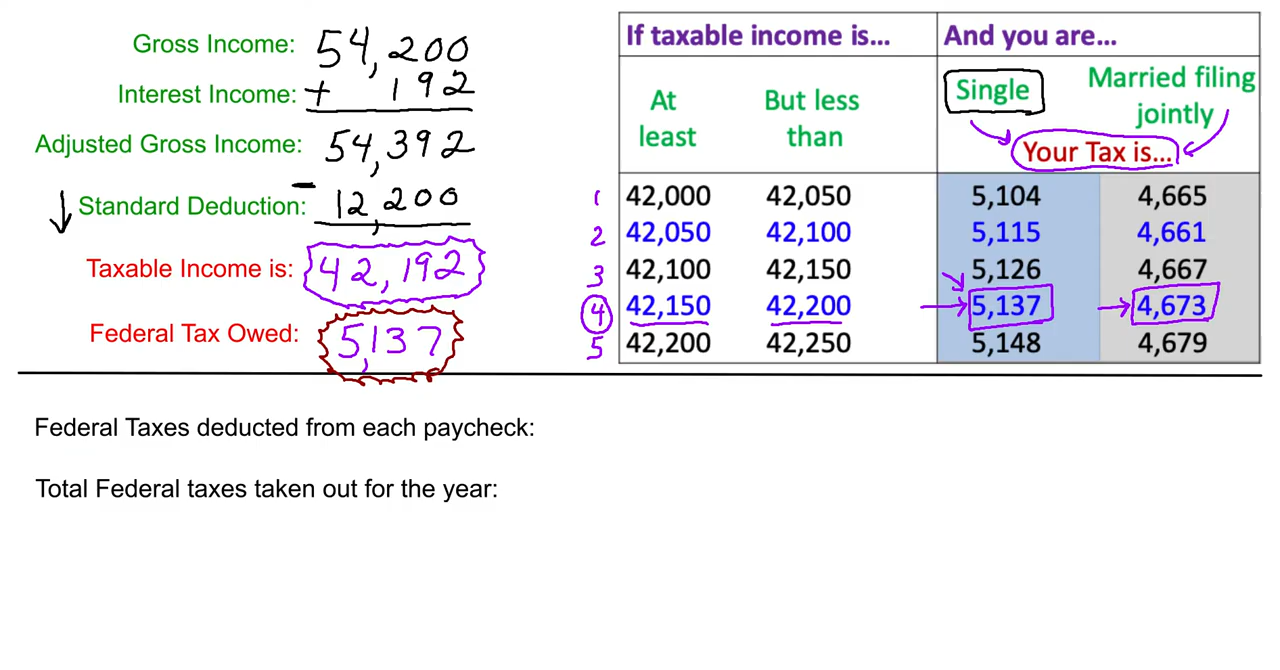 Gross Income: 54,200
Interest Income: + 192
Adjusted Gross Income: 54,392
Standard Deduction: - 12,200
Taxable Income is: 42,192
Federal Tax Owed: 5,137
If taxable income is... And you are...
At least But less than Single Married filing jointly
Your Tax is...
1 42,000 42,050 5,104 4,665
2 42,050 42,100 5,115 4,661
3 42,100 42,150 5,126 4,667
4 42,150 42,200 5,137 4,673
5 42,200 42,250 5,148 4,679
Federal Taxes deducted from each paycheck:
Total Federal taxes taken out for the year: